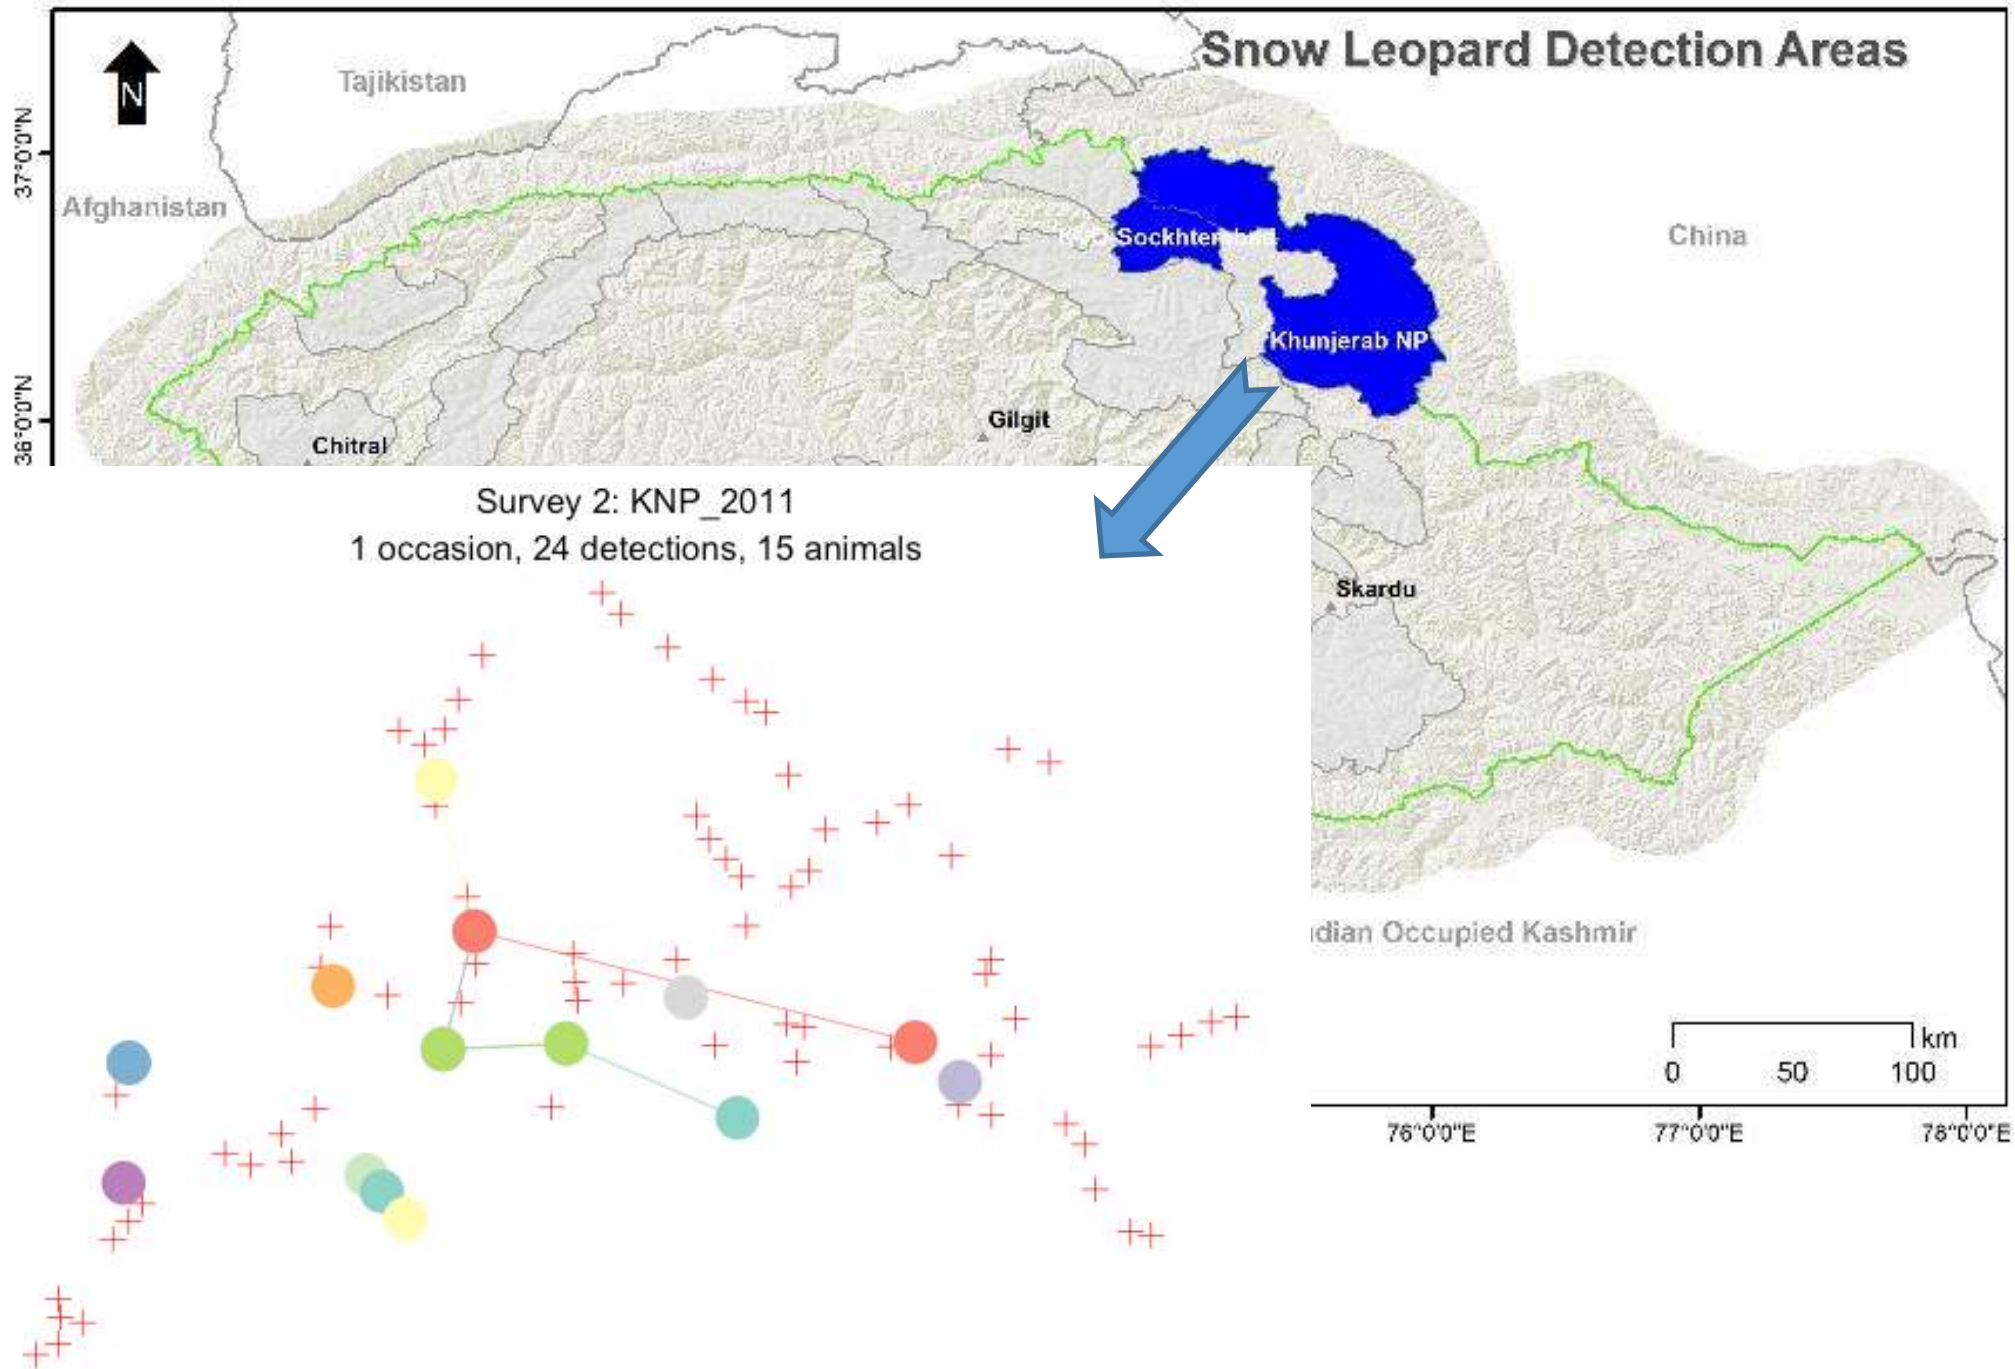 Snow Leopard Detection Areas
N
Tajikistan
37°0'0"N
Afghanistan
China
Sockhter
Khunjerab NP
36°0'0"N
Gilgit
Chitral
Survey 2: KNP_2011
1 occasion, 24 detections, 15 animals
Skardu
dian Occupied Kashmir
km
0 50 100
76°0'0"E 77°0'0"E 78°0'0"E